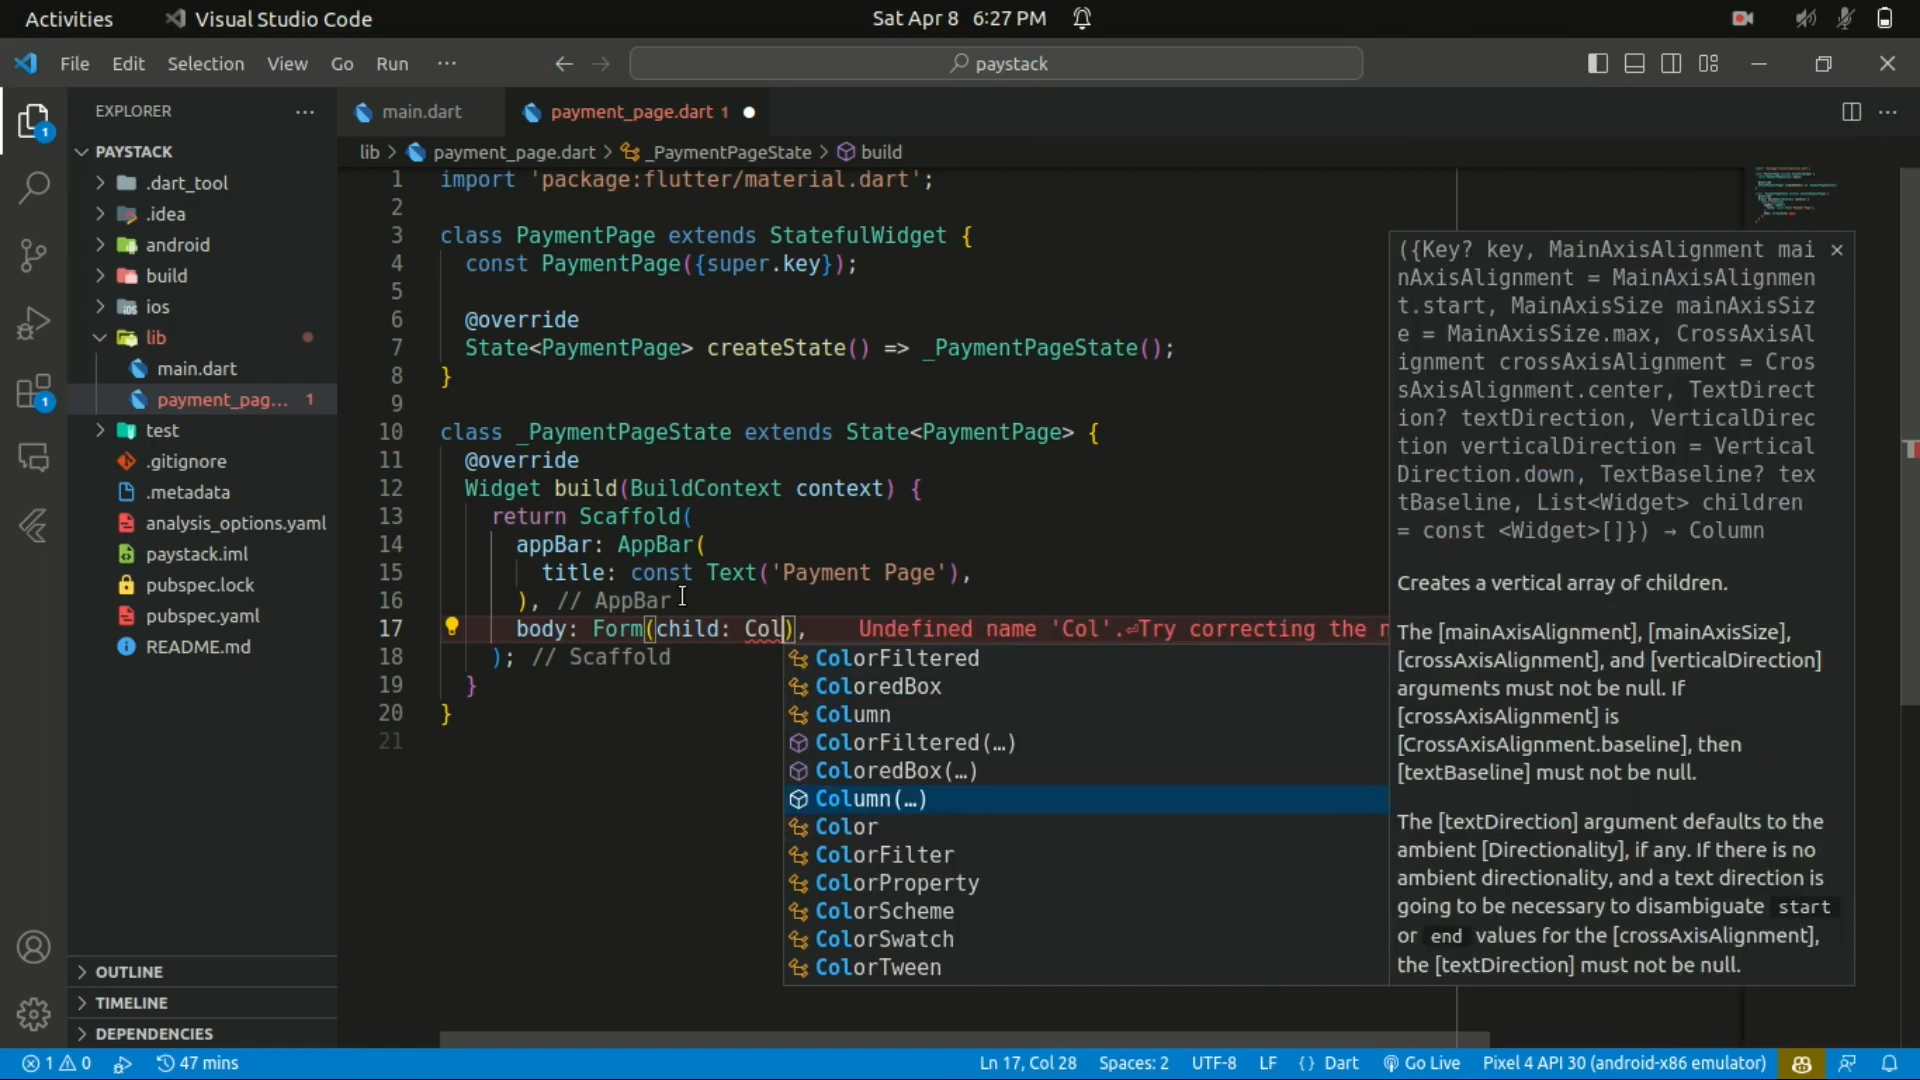 Activities
Visual Studio Code
Sat Apr 8 6:27 PM
File Edit Selection View Go Run ···
paystack
EXPLORER
main.dart
payment_page.dart 1
lib > payment_page.dart > _PaymentPageState > build
PAYSTACK
.dart_tool
.idea
android
build
ios
lib
main.dart
payment_pag... 1
test
.gitignore
.metadata
analysis_options.yaml
paystack.iml
pubspec.lock
pubspec.yaml
README.md
OUTLINE
TIMELINE
DEPENDENCIES
1
1
1 import 'package:flutter/material.dart';
2
3 class PaymentPage extends StatefulWidget {
4 const PaymentPage({super.key});
5
6 @override
7 State<PaymentPage> createState() => _PaymentPageState();
8 }
9
10 class _PaymentPageState extends State<PaymentPage> {
11 @override
12 Widget build(BuildContext context) {
13 return Scaffold(
14 appBar: AppBar(
15 title: const Text('Payment Page'),
16 ), // AppBar
17 body: Form(child: Col), Undefined name 'Col'.⏎Try correcting the n
18 ); // Scaffold
19 }
20 }
21
ColorFiltered
ColoredBox
Column
ColorFiltered(…)
ColoredBox(…)
Column(…)
Color
ColorFilter
ColorProperty
ColorScheme
ColorSwatch
ColorTween
({Key? key, MainAxisAlignment mai
nAxisAlignment = MainAxisAlignmen
t.start, MainAxisSize mainAxisSiz
e = MainAxisSize.max, CrossAxisAl
ignment crossAxisAlignment = Cros
sAxisAlignment.center, TextDirect
ion? textDirection, VerticalDirec
tion verticalDirection = Vertical
Direction.down, TextBaseline? tex
tBaseline, List<Widget> children
= const <Widget>[]}) → Column
Creates a vertical array of children.
The [mainAxisAlignment], [mainAxisSize],
[crossAxisAlignment], and [verticalDirection]
arguments must not be null. If
[crossAxisAlignment] is
[CrossAxisAlignment.baseline], then
[textBaseline] must not be null.
The [textDirection] argument defaults to the
ambient [Directionality], if any. If there is no
ambient directionality, and a text direction is
going to be necessary to disambiguate start
or end values for the [crossAxisAlignment],
the [textDirection] must not be null.
1 0
47 mins
Ln 17, Col 28
Spaces: 2
UTF-8
LF
{} Dart
Go Live
Pixel 4 API 30 (android-x86 emulator)